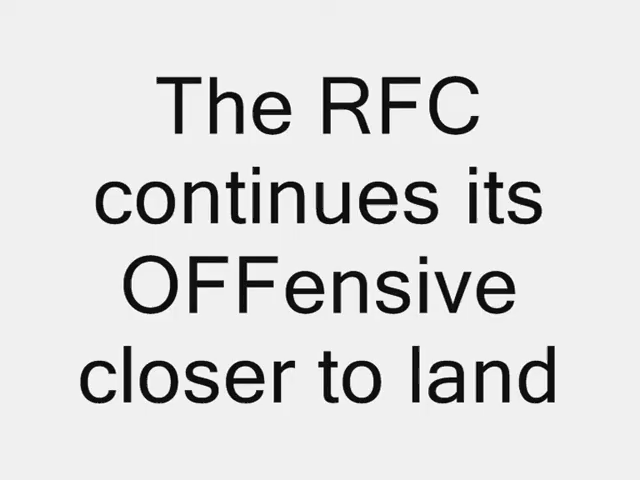 The RFC
continues its
OFFensive
closer to land